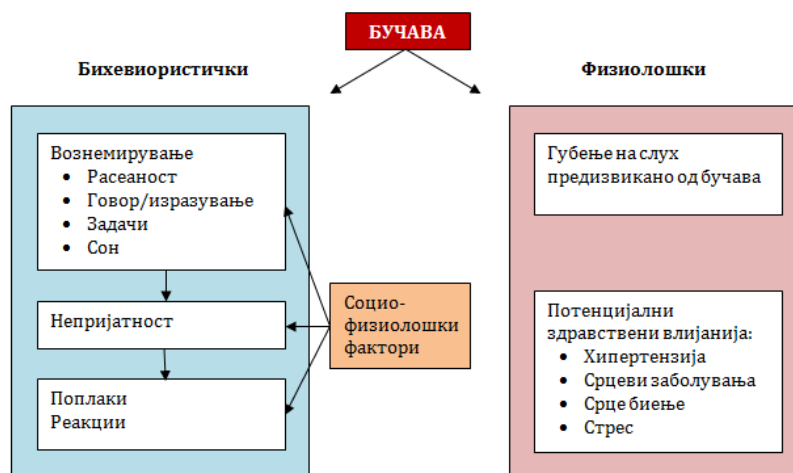 БУЧАВА
Бихевиористички
Физиолошки
Вознемирување
• Расеаност
• Говор/изразување
• Задачи
• Сон
Непријатност
Поплаки
Реакции
Социо-
физиолошки
фактори
Губење на слух
предизвикано од бучава
Потенцијални
здравствени влијанија:
• Хипертензија
• Срцеви заболувања
• Срце биење
• Стрес